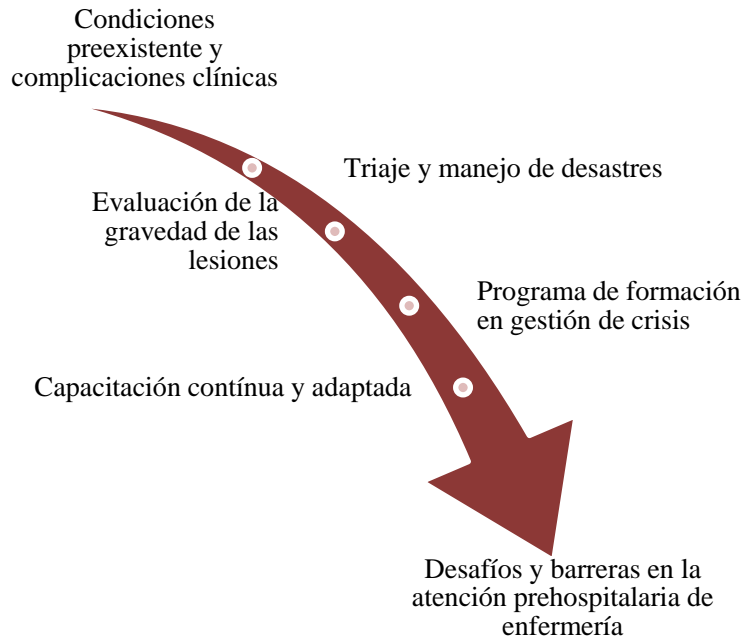 Condiciones
preexistente y
complicaciones clínicas
Triaje y manejo de desastres
Evaluación de la
gravedad de las
lesiones
Programa de formación
en gestión de crisis
Capacitación contínua y adaptada
Desafíos y barreras en la
atención prehospitalaria de
enfermería